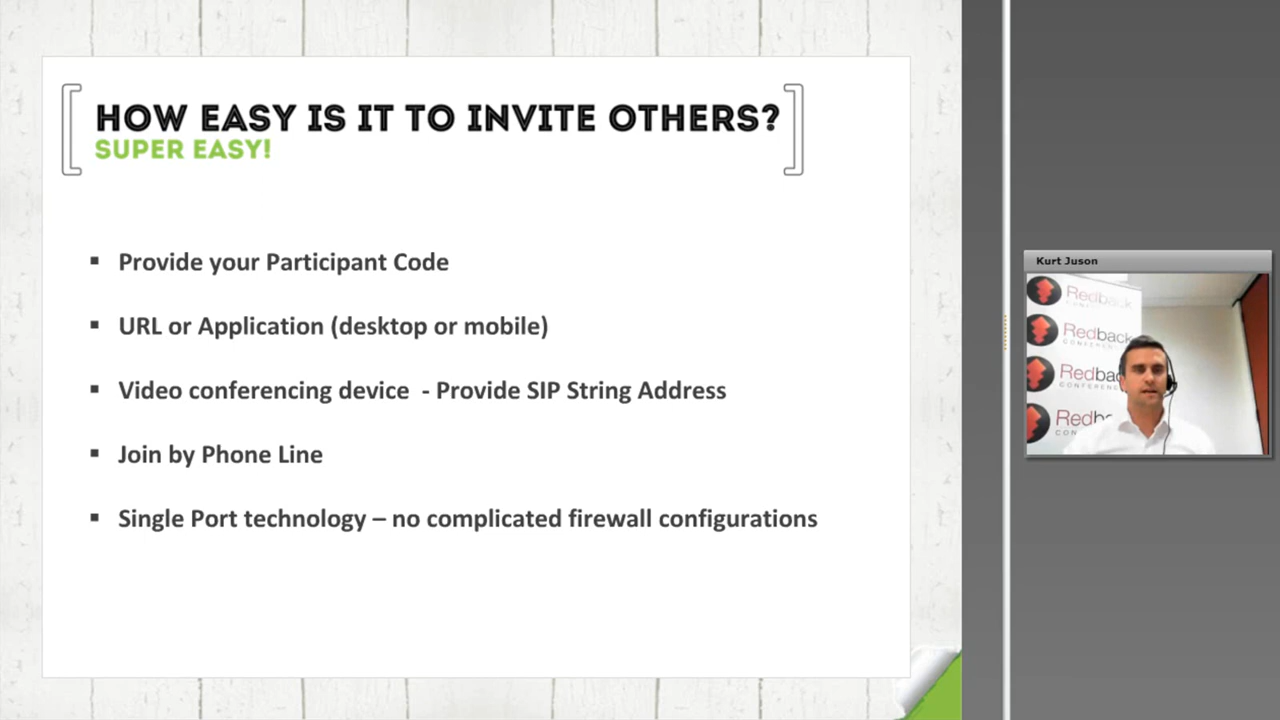 HOW EASY IS IT TO INVITE OTHERS?
SUPER EASY!
▪ Provide your Participant Code
▪ URL or Application (desktop or mobile)
▪ Video conferencing device - Provide SIP String Address
▪ Join by Phone Line
▪ Single Port technology – no complicated firewall configurations
Kurt Juson
Redback
Redback
Redbac
Redb